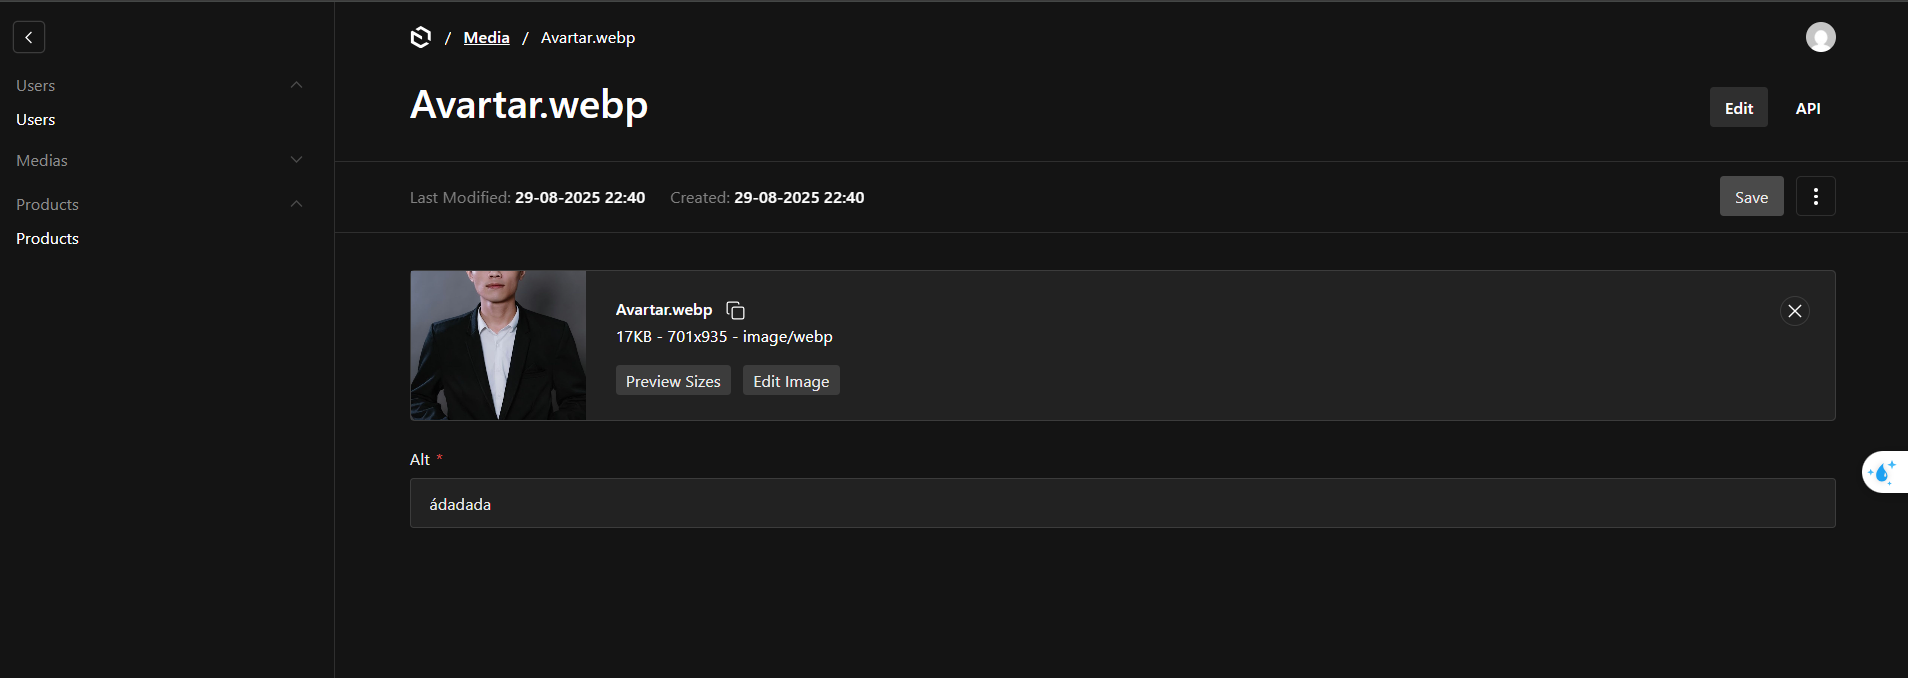 / Media / Avartar.webp
Avartar.webp
Edit API
Users
Users
Medias
Products
Products
Last Modified: 29-08-2025 22:40 Created: 29-08-2025 22:40
Save
Avartar.webp
17KB - 701x935 - image/webp
Preview Sizes Edit Image
Alt *
ádadada